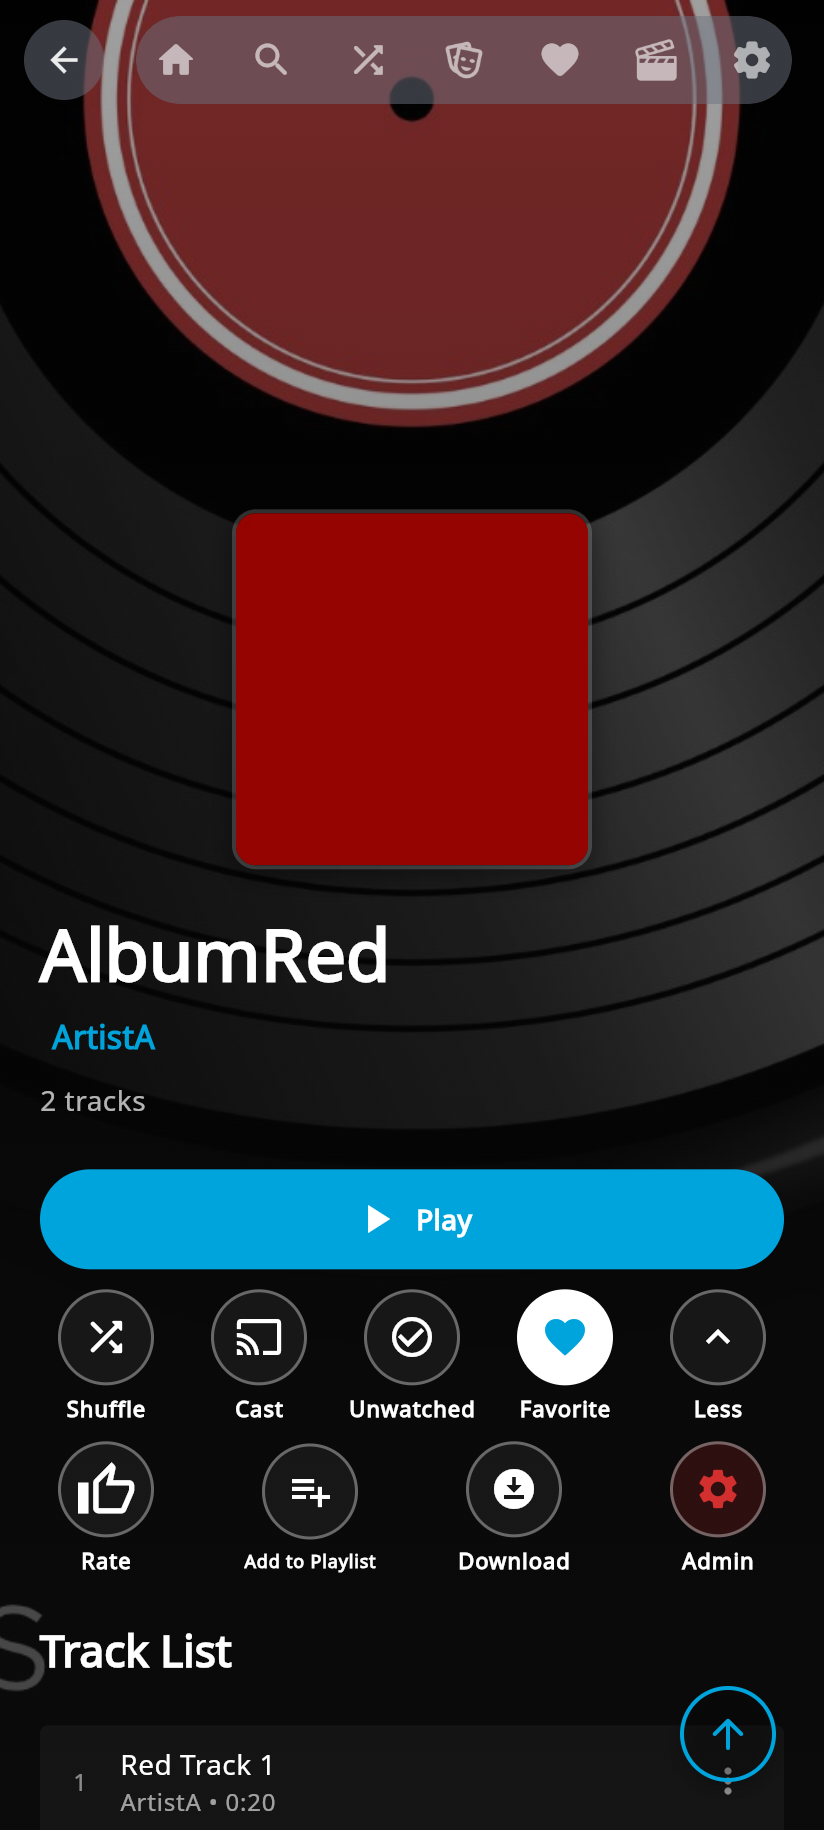 AlbumRed
ArtistA
2 tracks
Play
Shuffle
Cast
Unwatched
Favorite
Less
Rate
Add to Playlist
Download
Admin
S
Track List
1
Red Track 1
ArtistA • 0:20